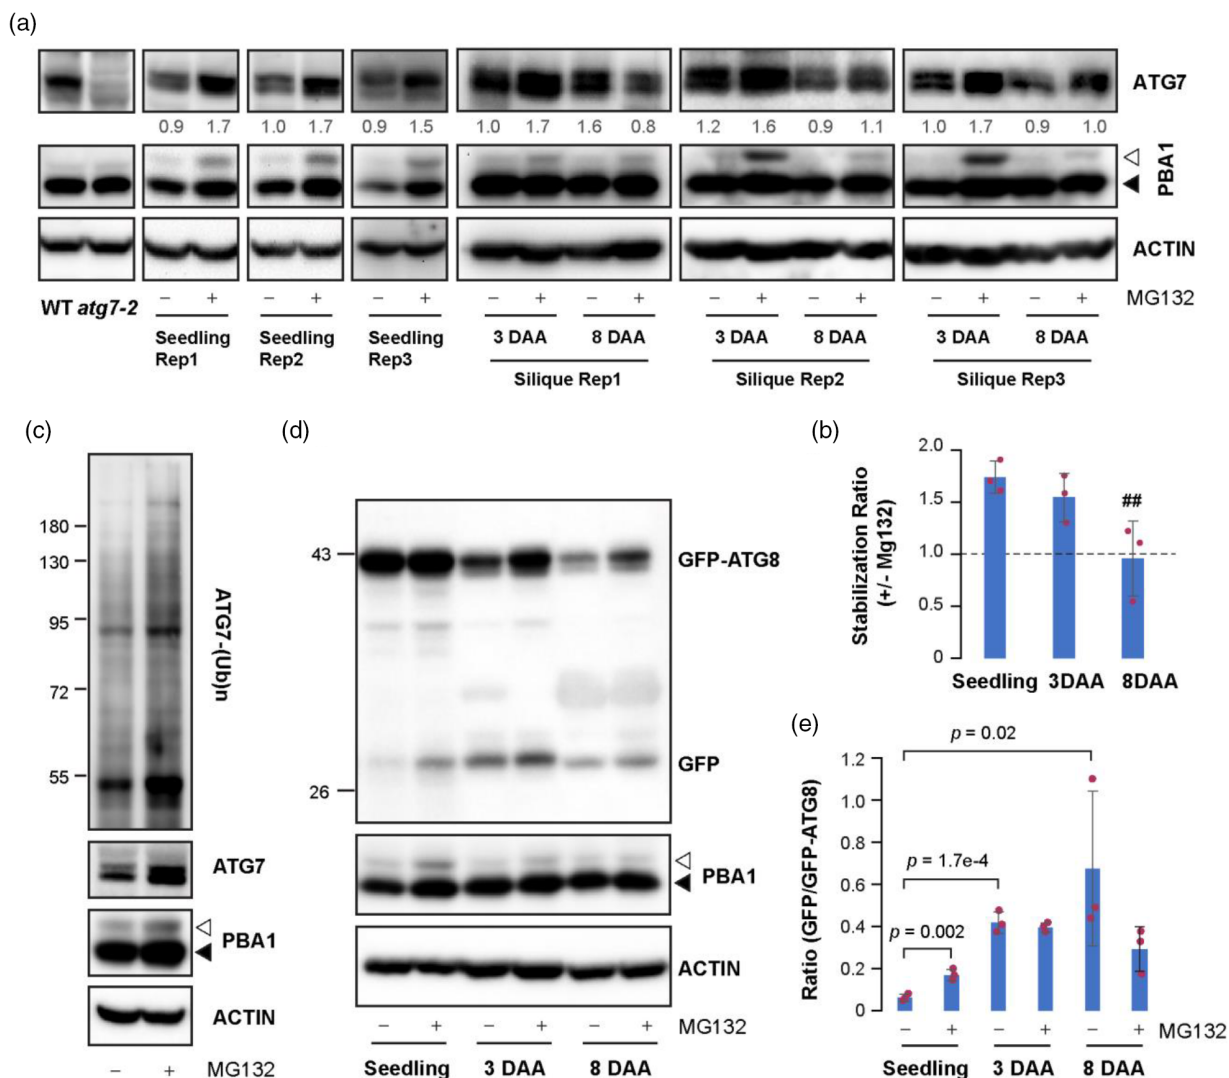 (a)
ATG7
0.9 1.7 1.0 1.7 0.9 1.5 1.0 1.7 1.6 0.8 1.2 1.6 0.9 1.1 1.0 1.7 0.9 1.0
PBA1
ACTIN
WT atg7-2
– + – + – + – + – + – + – + – + – + MG132
Seedling Rep1
Seedling Rep2
Seedling Rep3
3 DAA 8 DAA 3 DAA 8 DAA 3 DAA 8 DAA
Silique Rep1 Silique Rep2 Silique Rep3
(c)
180
130
95
72
55
ATG7-(Ub)n
ATG7
PBA1
ACTIN
– + MG132
(d)
43
26
GFP-ATG8
GFP
PBA1
ACTIN
– + – + – + MG132
Seedling 3 DAA 8 DAA
(b)
Stabilization Ratio
(+/- Mg132)
2.0
1.5
1.0
0.5
0
##
Seedling 3DAA 8DAA
(e)
Ratio (GFP/GFP-ATG8)
1.2
1.0
0.8
0.6
0.4
0.2
0
p = 0.02
p = 1.7e-4
p = 0.002
– + – + – + MG132
Seedling 3 DAA 8 DAA